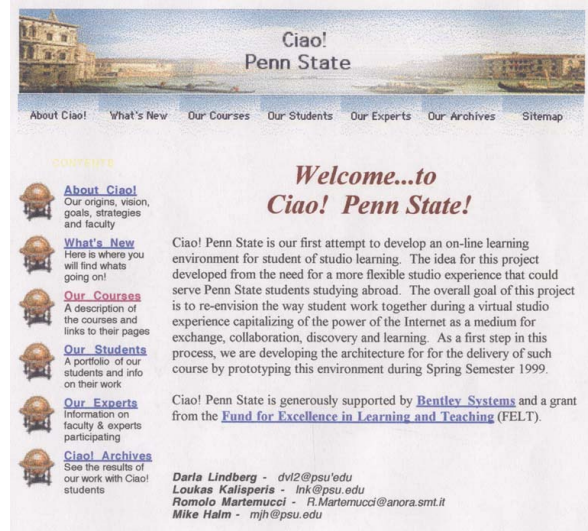 Ciao!
Penn State
About Ciao! What's New Our Courses Our Students Our Experts Our Archives Sitemap
CONTENTS
About Ciao!
Our origins, vision,
goals, strategies
and faculty
What's New
Here is where you
will find whats
going on!
Our Courses
A description of
the courses and
links to their pages
Our Students
A portfolio of our
students and info
on their work
Our Experts
Information on
faculty & experts
participating
Ciao! Archives
See the results of
our work with Ciao!
students
Welcome...to
Ciao! Penn State!
Ciao! Penn State is our first attempt to develop an on-line learning
environment for student of studio learning. The idea for this project
developed from the need for a more flexible studio experience that could
serve Penn State students studying abroad. The overall goal of this project
is to re-envision the way student work together during a virtual studio
experience capitalizing of the power of the Internet as a medium for
exchange, collaboration, discovery and learning. As a first step in this
process, we are developing the architecture for for the delivery of such
course by prototyping this environment during Spring Semester 1999.
Ciao! Penn State is generously supported by Bentley Systems and a grant
from the Fund for Excellence in Learning and Teaching (FELT).
Darla Lindberg - dvl2@psu'edu
Loukas Kalisperis - lnk@psu.edu
Romolo Martemucci - R.Martemucci@anora.smt.it
Mike Halm - mjh@psu.edu